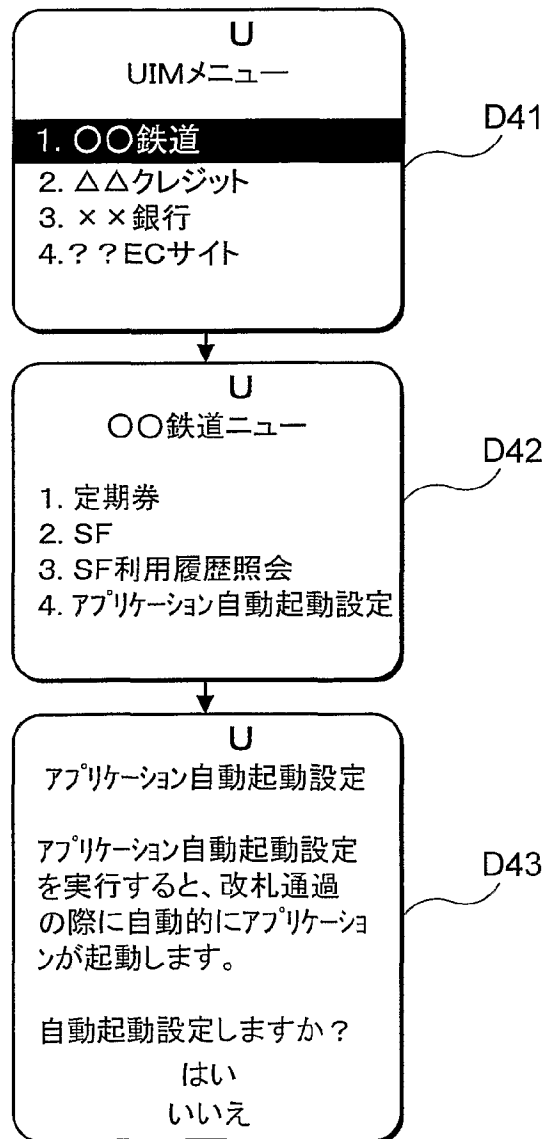 U
UIMメニュー
1. 〇〇鉄道
D41
2. △△クレジット
3. ××銀行
4.??ECサイト
U
〇〇鉄道ニュー
D42
1. 定期券
2. SF
3. SF利用履歴照会
4. アプリケーション自動起動設定
U
アプリケーション自動起動設定
アプリケーション自動起動設定
D43
を実行すると、改札通過
の際に自動的にアプリケーショ
ンが起動します。
自動起動設定しますか?
はい
いいえ